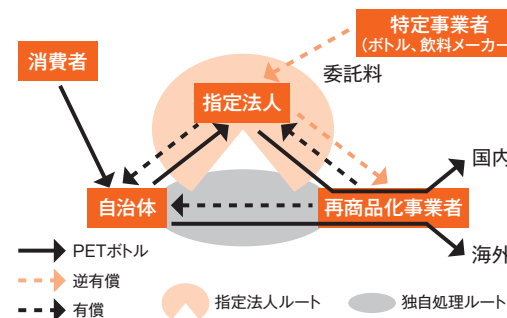 特定事業者
(ボトル、飲料メーカー
消費者
委託料
指定法人
国内
自治体
再商品化事業者
海外
PETボトル
逆有償
有償
指定法人ルート
独自処理ルート